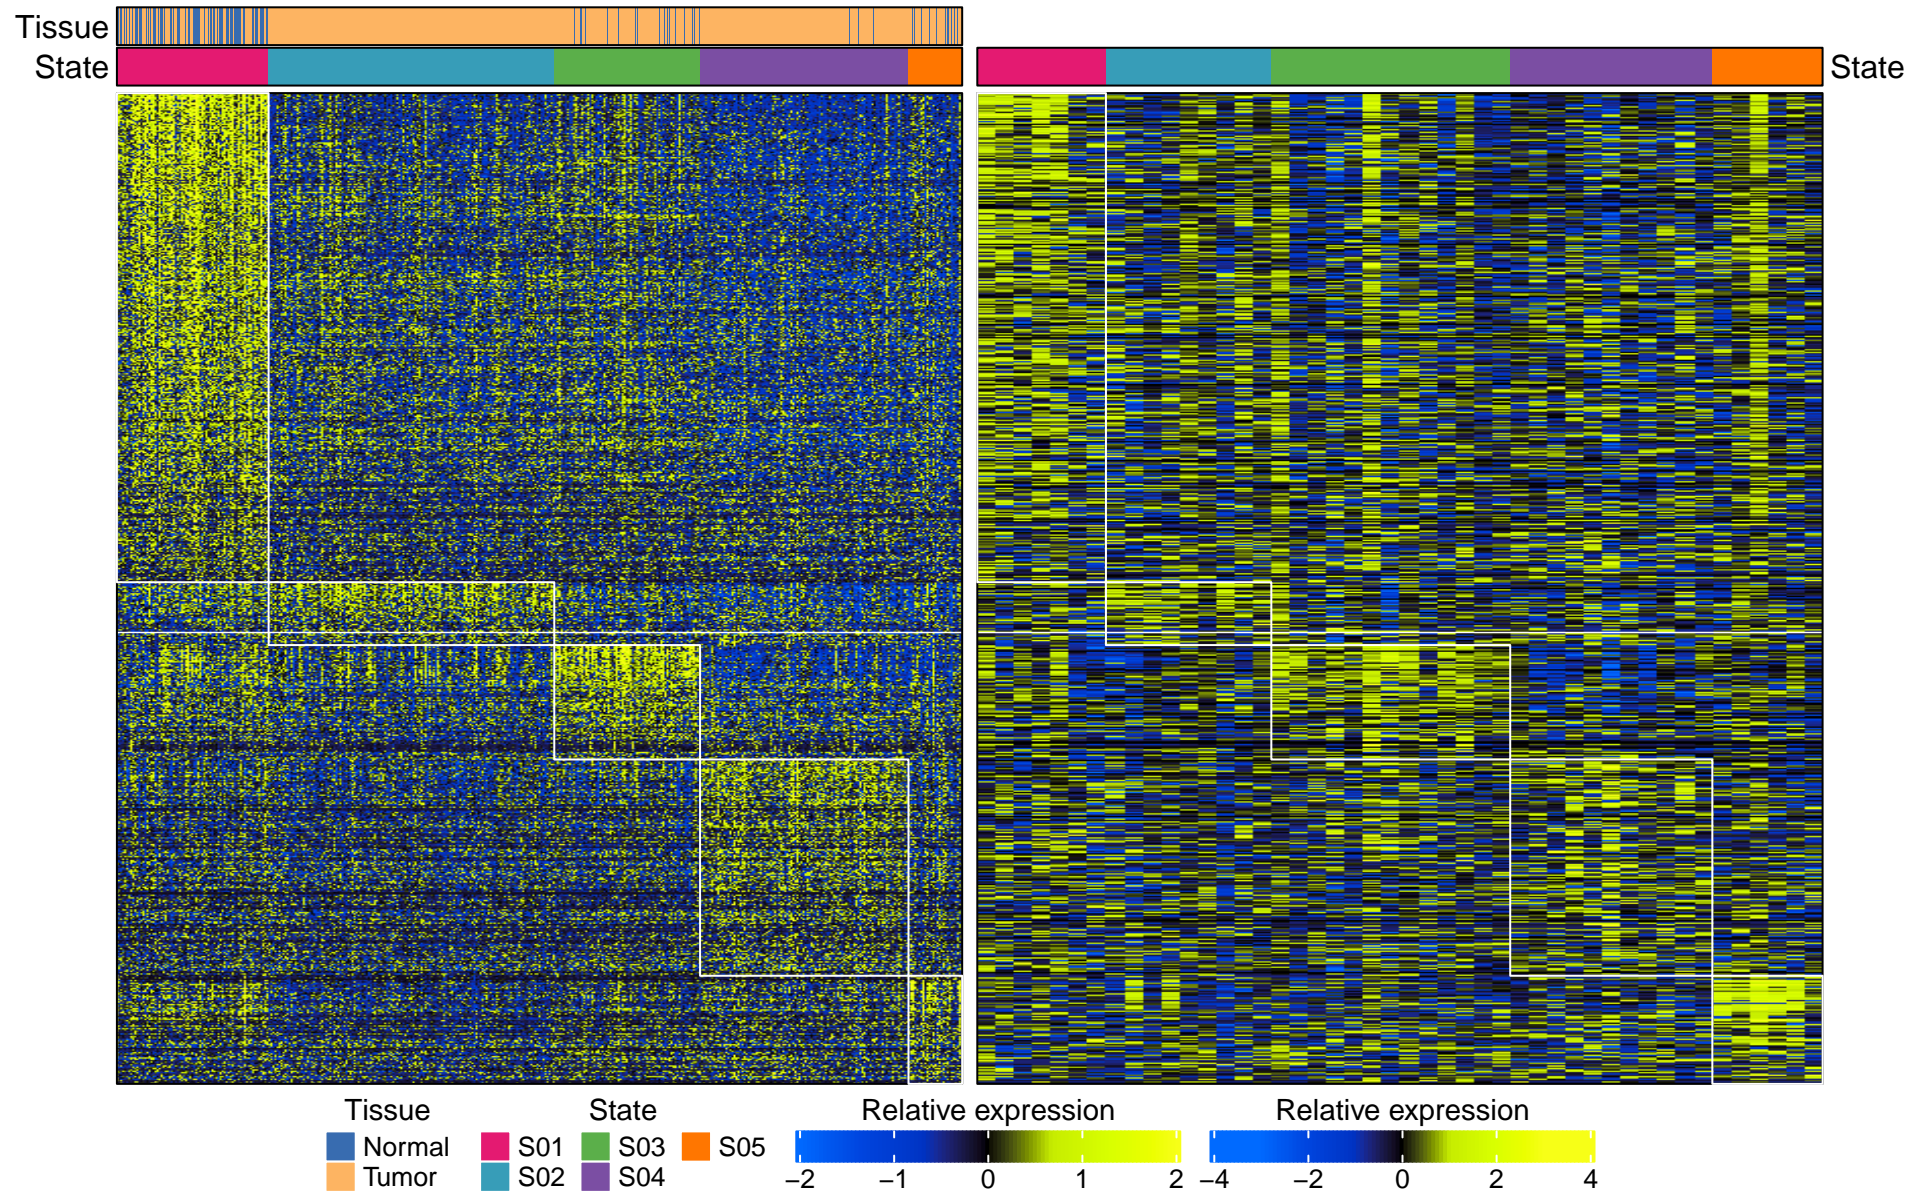 Tissue
State
State
Tissue
Normal
Tumor
State
S01
S03
S05
S02
S04
Relative expression
−2 −1 0 1 2
Relative expression
−4 −2 0 2 4